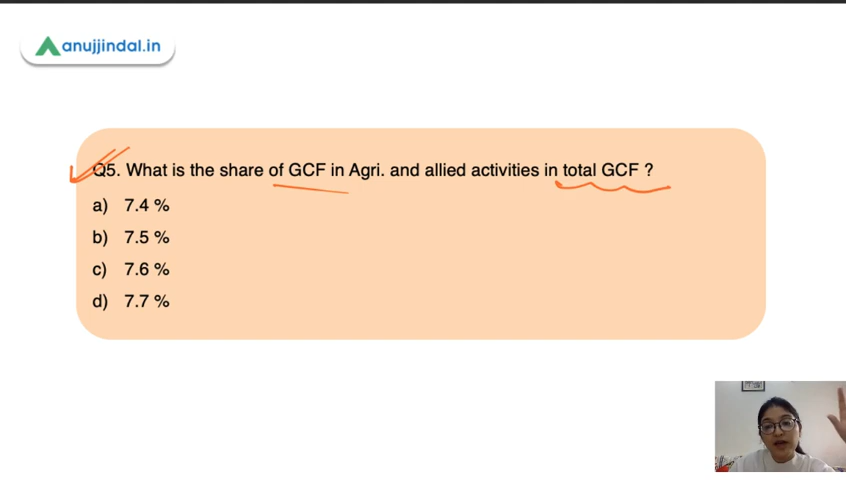 anujjindal.in
Q5. What is the share of GCF in Agri. and allied activities in total GCF ?
a) 7.4 %
b) 7.5 %
c) 7.6 %
d) 7.7 %